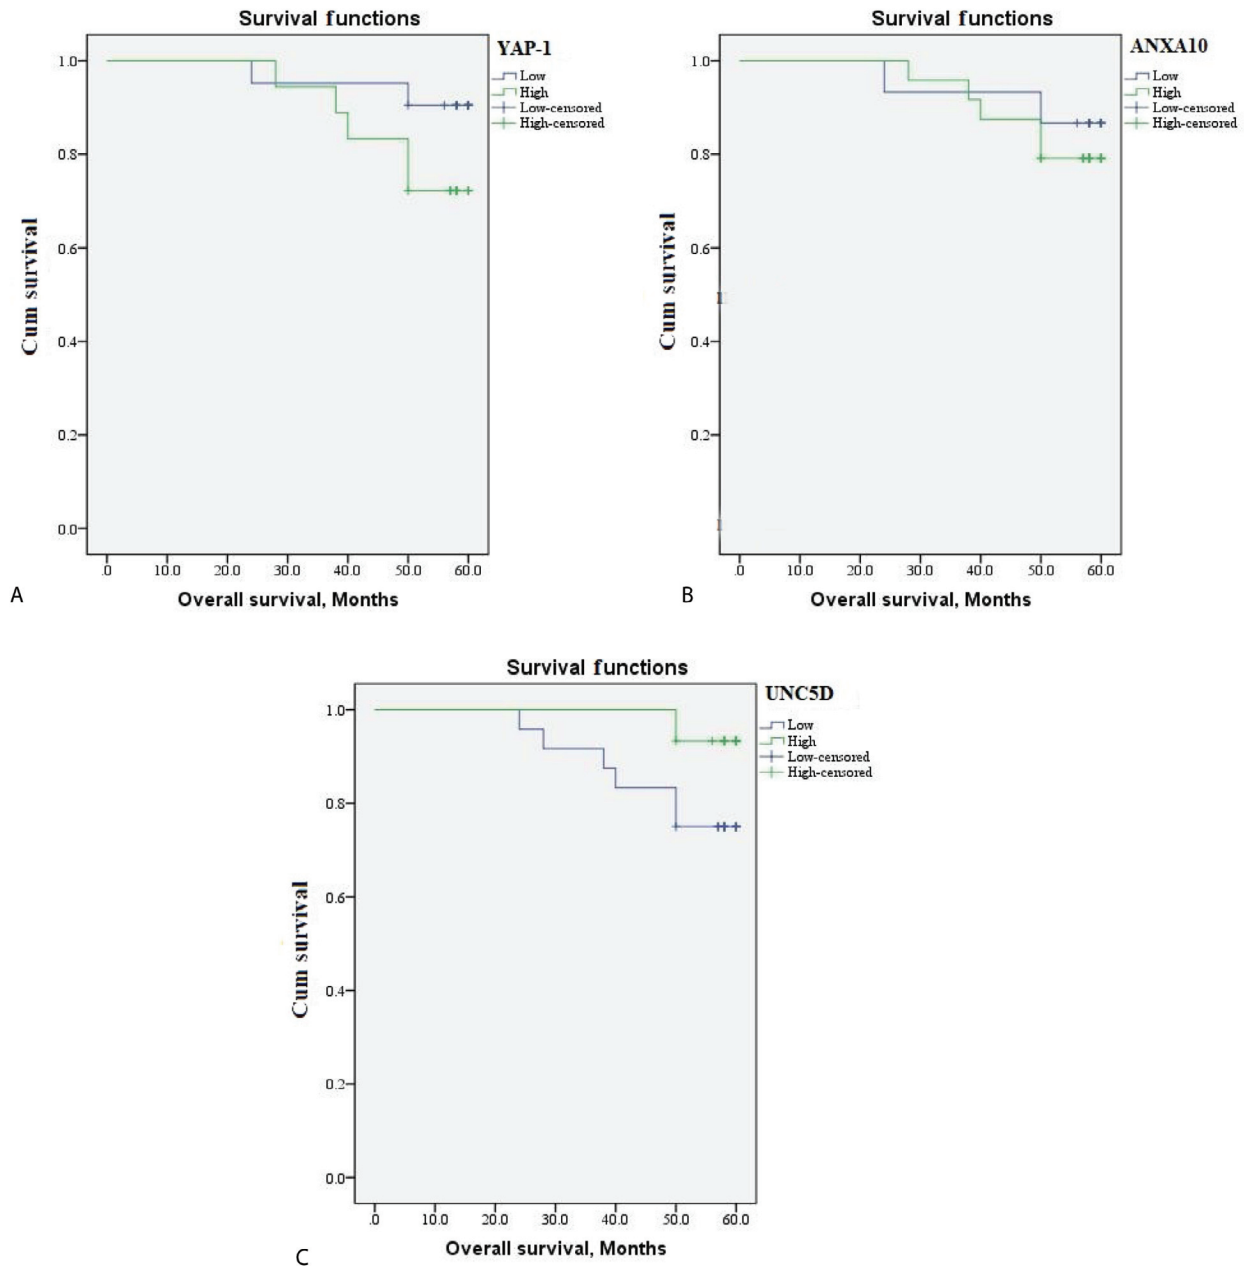 Survival functions
YAP-1
Low
High
Low-censored
High-censored
1.0
0.8
0.6
0.4
0.2
0.0
Cum survival
.0 10.0 20.0 30.0 40.0 50.0 60.0
Overall survival, Months
A
Survival functions
ANXA10
Low
High
Low-censored
High-censored
1.0
0.8
0.6
0.4
0.2
Cum survival
.0 10.0 20.0 30.0 40.0 50.0 60.0
Overall survival, Months
B
Survival functions
UNC5D
Low
High
Low-censored
High-censored
1.0
0.8
0.6
0.4
0.2
0.0
Cum survival
.0 10.0 20.0 30.0 40.0 50.0 60.0
Overall survival, Months
C